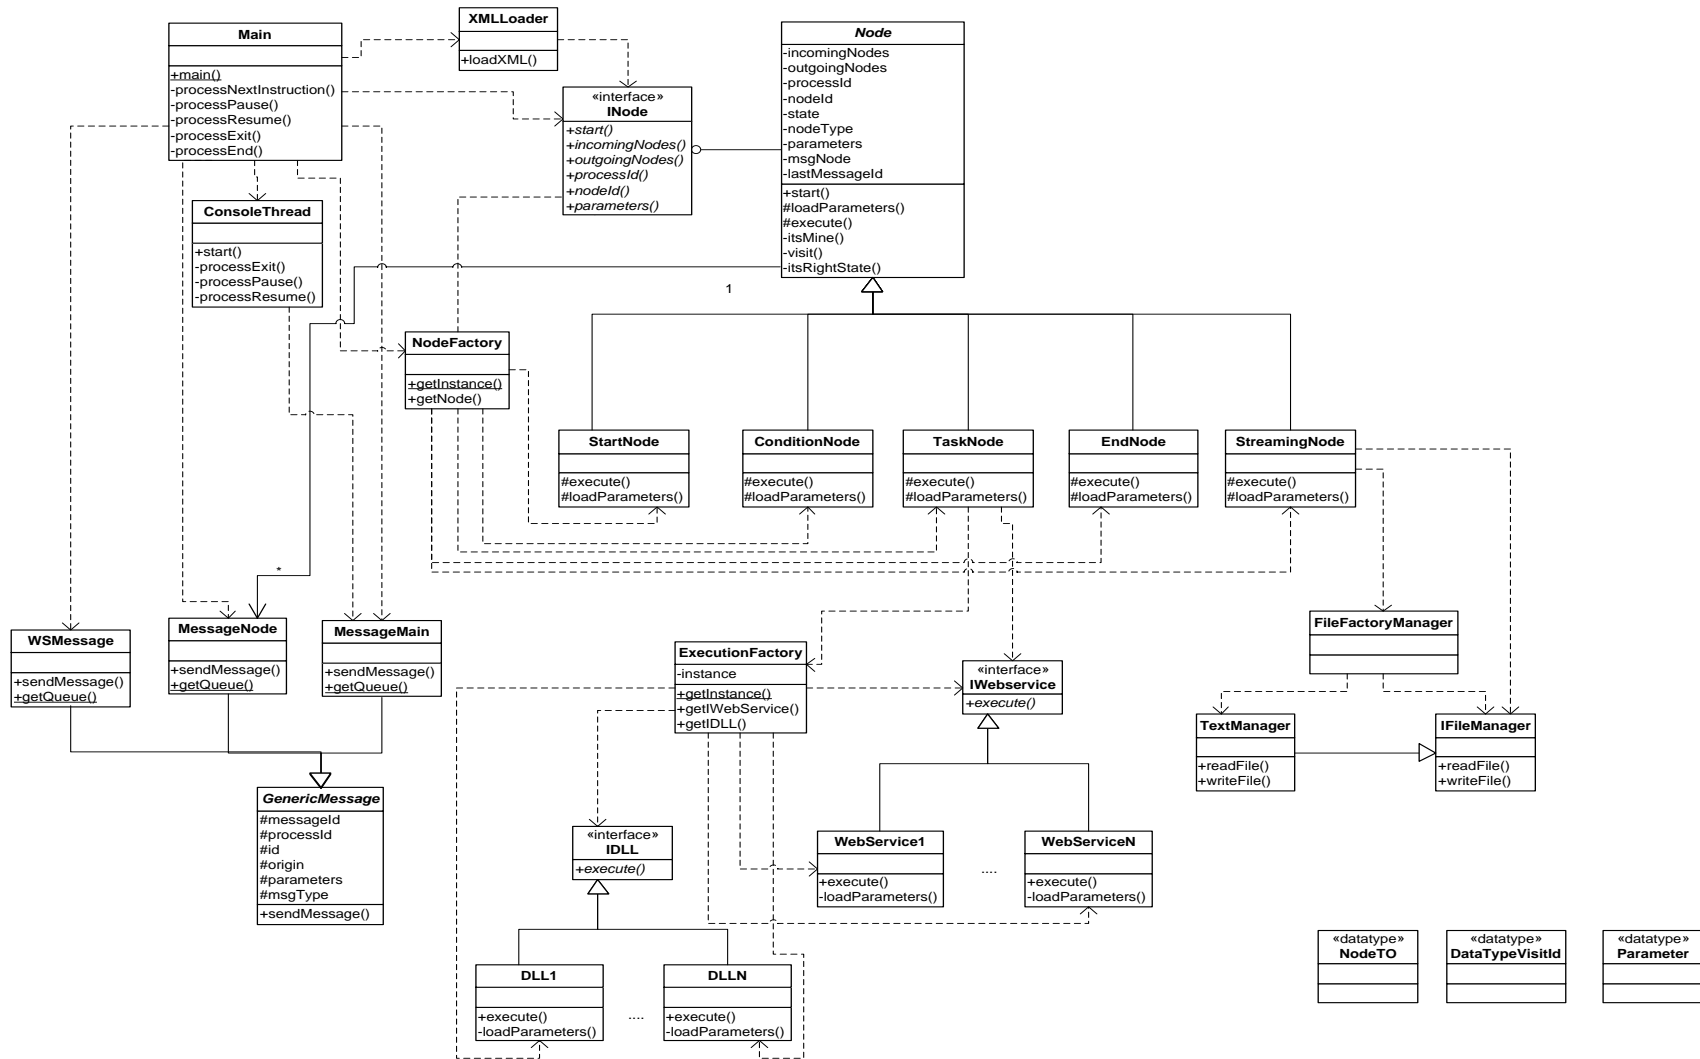 Main
+main()
-processNextInstruction()
-processPause()
-processResume()
-processExit()
-processEnd()
XMLLoader
+loadXML()
«interface»
INode
+start()
+incomingNodes()
+outgoingNodes()
+processId()
+nodeId()
+parameters()
Node
-incomingNodes
-outgoingNodes
-processId
-nodeId
-state
-nodeType
-parameters
-msgNode
-lastMessageId
+start()
#loadParameters()
#execute()
-itsMine()
-visit()
-itsRightState()
ConsoleThread
+start()
-processExit()
-processPause()
-processResume()
1
NodeFactory
+getInstance()
+getNode()
StartNode
#execute()
#loadParameters()
ConditionNode
#execute()
#loadParameters()
TaskNode
#execute()
#loadParameters()
EndNode
#execute()
#loadParameters()
StreamingNode
#execute()
#loadParameters()
*
WSMessage
+sendMessage()
+getQueue()
MessageNode
+sendMessage()
+getQueue()
MessageMain
+sendMessage()
+getQueue()
ExecutionFactory
-instance
+getInstance()
+getIWebService()
+getIDLL()
«interface»
IWebservice
+execute()
FileFactoryManager
TextManager
+readFile()
+writeFile()
IFileManager
+readFile()
+writeFile()
GenericMessage
#messageId
#processId
#id
#origin
#parameters
#msgType
+sendMessage()
«interface»
IDLL
+execute()
WebService1
+execute()
-loadParameters()
....
WebServiceN
+execute()
-loadParameters()
DLL1
+execute()
-loadParameters()
....
DLLN
+execute()
-loadParameters()
«datatype»
NodeTO
«datatype»
DataTypeVisitId
«datatype»
Parameter